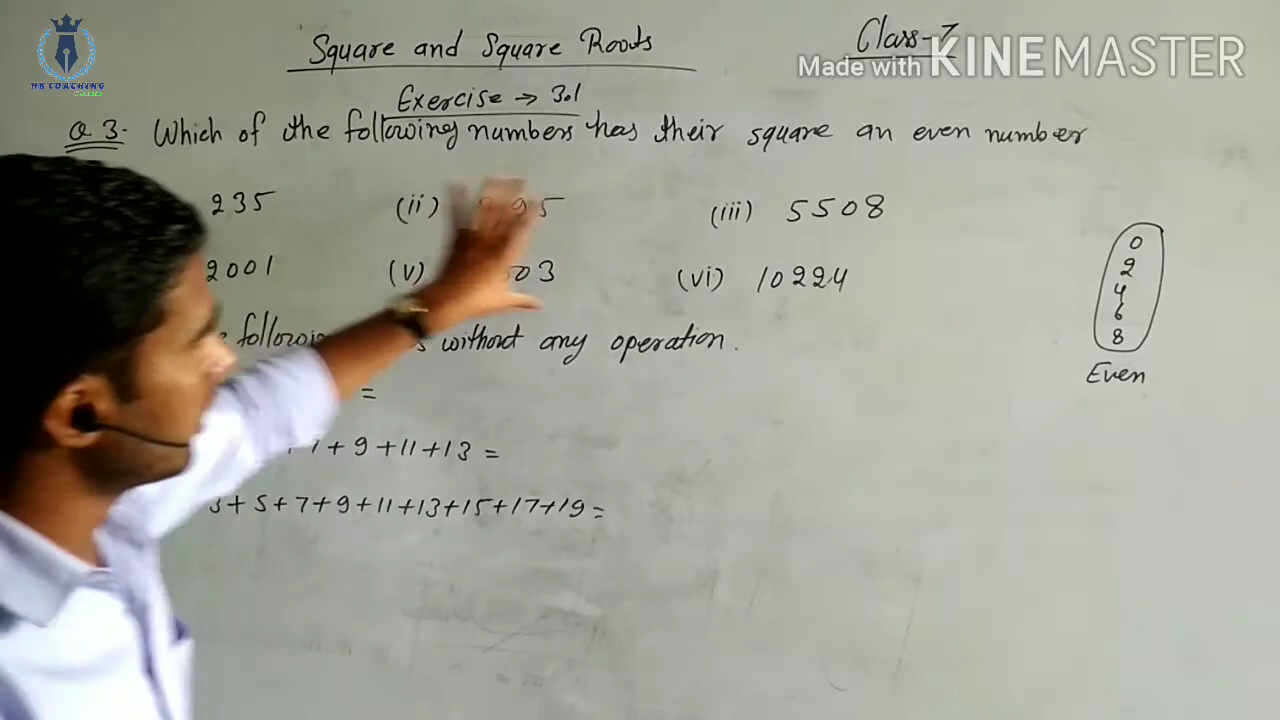 Square and Square Roots
Class-7
Made with KINEMASTER
NK COACHING
Exercise → 3.1
Q 3. Which of the following numbers has their square an even number
235 (ii) 95 (iii) 5508
2001 (v) 03 (vi) 10224
without any operation.
=
+ 9 + 11 + 13 =
3 + 5 + 7 + 9 + 11 + 13 + 15 + 17 + 19 =
0
2
4
6
8
Even